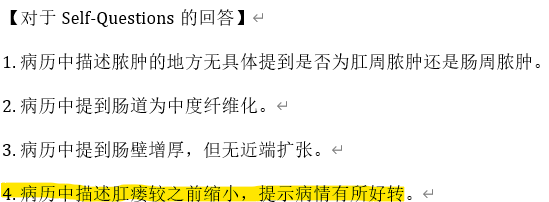 【对于 Self-Questions 的回答】
1. 病历中描述脓肿的地方无具体提到是否为肛周脓肿还是肠周脓肿。
2. 病历中提到肠道为中度纤维化。
3. 病历中提到肠壁增厚，但无近端扩张。
4. 病历中描述肛瘘较之前缩小，提示病情有所好转。